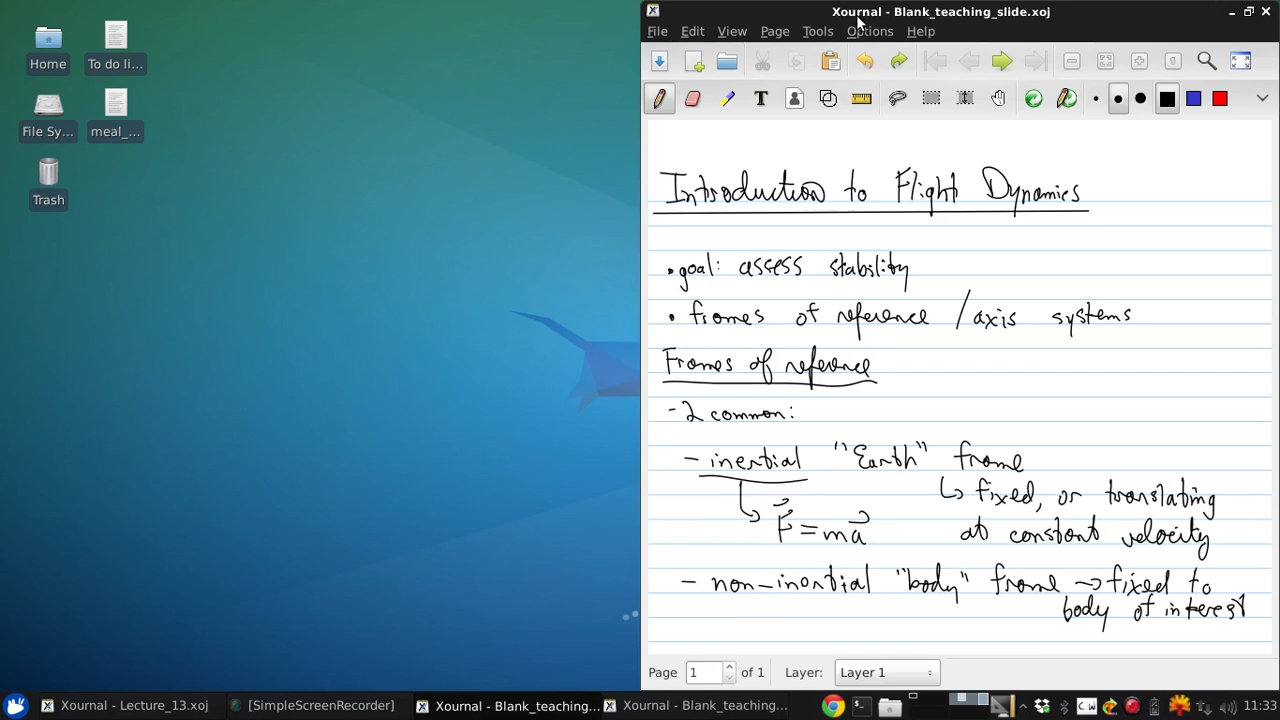 Xournal - Blank_teaching_slide.xoj
File Edit View Page Tools Options Help
Home
To do li...
File Sy...
meal_...
Trash
Introduction to Flight Dynamics
• goal: assess stability
• frames of reference / axis systems
Frames of reference
- 2 common:
- inertial "Earth" frame
↳ fixed, or translating
F = ma at constant velocity
- non-inertial "body" frame → fixed to
body of interest
Page 1 of 1 Layer: Layer 1
Xournal - Lecture_13.xoj
[SimpleScreenRecorder]
Xournal - Blank_teaching...
Xournal - Blank_teaching...
11:33